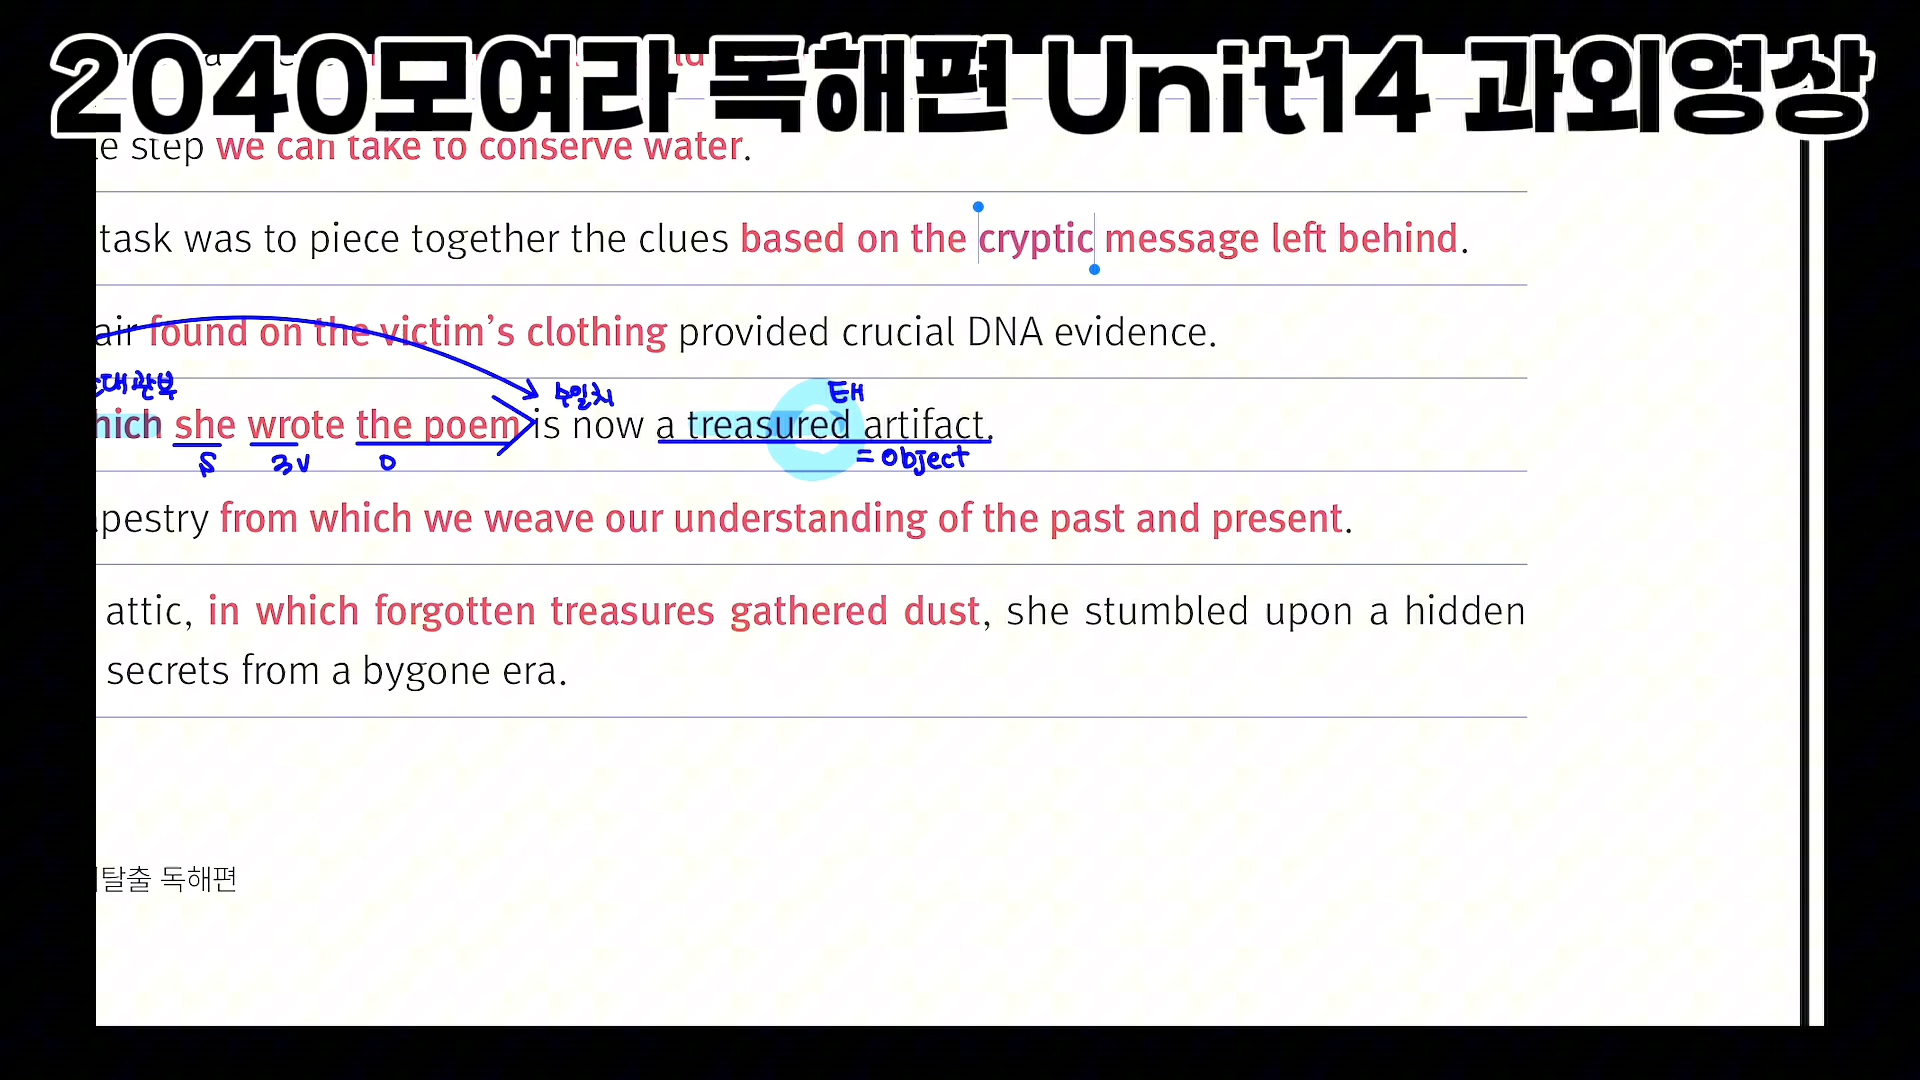 2040모여라 독해편 Unit14 과외영상
step we can take to conserve water.
task was to piece together the clues based on the cryptic message left behind.
air found on the victim's clothing provided crucial DNA evidence.
대관부 수일치 태
hich she wrote the poem is now a treasured artifact.
S 3V O = object
pestry from which we weave our understanding of the past and present.
attic, in which forgotten treasures gathered dust, she stumbled upon a hidden
secrets from a bygone era.
탈출 독해편